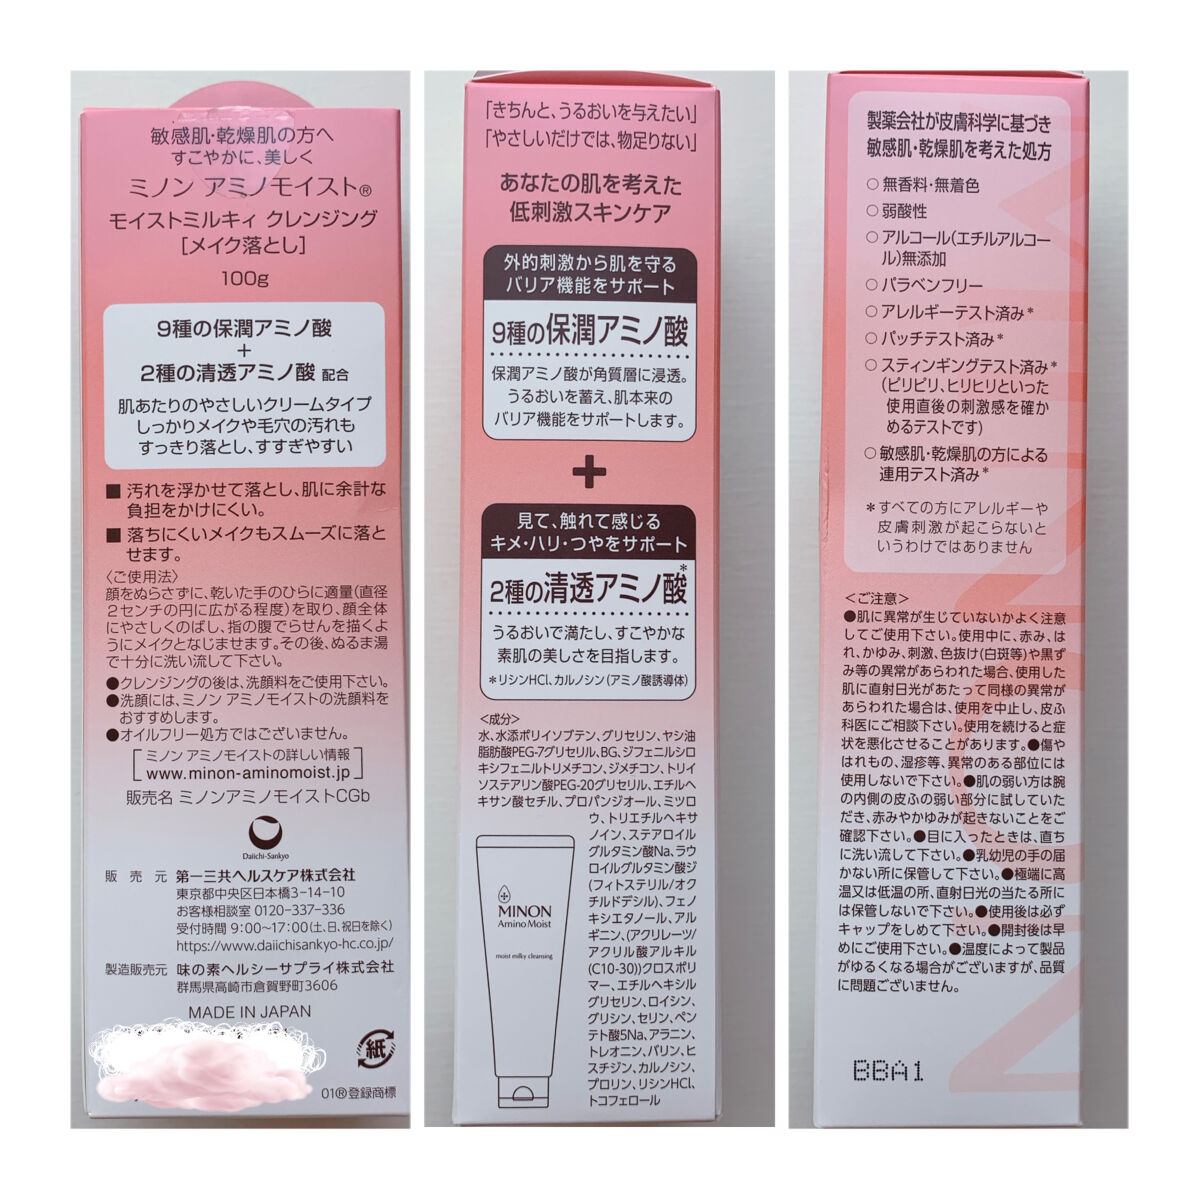 敏感肌・乾燥肌の方へ
すこやかに、美しく
ミノン アミノモイスト®
モイストミルキィ クレンジング
[メイク落とし]
100g
9種の保潤アミノ酸
+
2種の清透アミノ酸 配合
肌あたりのやさしいクリームタイプ
しっかりメイクや毛穴の汚れも
すっきり落とし、すすぎやすい
■ 汚れを浮かせて落とし、肌に余計な
負担をかけにくい。
■ 落ちにくいメイクもスムーズに落と
せます。
〈ご使用法〉
顔をぬらさずに、乾いた手のひらに適量(直径
2センチの円に広がる程度)を取り、顔全体
にやさしくのばし、指の腹でらせんを描くよ
うにメイクとなじませます。その後、ぬるま湯
で十分に洗い流して下さい。
●クレンジングの後は、洗顔料をご使用下さい。
●洗顔には、ミノン アミノモイストの洗顔料を
おすすめします。
●オイルフリー処方ではございません。
ミノン アミノモイストの詳しい情報
www.minon-aminomoist.jp
販売名 ミノンアミノモイストCGb
Daiichi-Sankyo
販売元 第一三共ヘルスケア株式会社
東京都中央区日本橋3-14-10
お客様相談室 0120-337-336
受付時間 9:00~17:00(土、日、祝日を除く)
https://www.daiichisankyo-hc.co.jp/
製造販売元 味の素ヘルシーサプライ株式会社
群馬県高崎市倉賀野町3606
MADE IN JAPAN
紙
01®登録商標
「きちんと、うるおいを与えたい」
「やさしいだけでは、物足りない」
あなたの肌を考えた
低刺激スキンケア
外的刺激から肌を守る
バリア機能をサポート
9種の保潤アミノ酸
保潤アミノ酸が角質層に浸透。
うるおいを蓄え、肌本来の
バリア機能をサポートします。
+
見て、触れて感じる
キメ・ハリ・つやをサポート
2種の清透アミノ酸*
うるおいで満たし、すこやかな
素肌の美しさを目指します。
*リシンHCl、カルノシン(アミノ酸誘導体)
<成分>
水、水添ポリイソブテン、グリセリン、ヤシ油
脂肪酸PEG-7グリセリル、BG、ジフェニルシロ
キシフェニルトリメチコン、ジメチコン、トリイ
ソステアリン酸PEG-20グリセリル、エチルヘ
キサン酸セチル、プロパンジオール、ミツロ
ウ、トリエチルヘキサ
ノイン、ステアロイル
グルタミン酸Na、ラウ
ロイルグルタミン酸ジ
(フィトステリル/オク
チルドデシル)、フェノ
キシエタノール、アル
ギニン、(アクリレーツ/
アクリル酸アルキル
(C10-30))クロスポリ
マー、エチルヘキシル
グリセリン、ロイシン、
グリシン、セリン、ペン
テト酸5Na、アラニン、
トレオニン、バリン、ヒ
スチジン、カルノシン、
プロリン、リシンHCl、
トコフェロール
MINON
AminoMoist
moist milky cleansing
製薬会社が皮膚科学に基づき
敏感肌・乾燥肌を考えた処方
○ 無香料・無着色
○ 弱酸性
○ アルコール(エチルアルコー
ル)無添加
○ パラベンフリー
○ アレルギーテスト済み*
○ パッチテスト済み*
○ スティンギングテスト済み*
(ピリピリ、ヒリヒリといった
使用直後の刺激感を確か
めるテストです)
○ 敏感肌・乾燥肌の方による
連用テスト済み*
*すべての方にアレルギーや
皮膚刺激が起こらないと
いうわけではありません
<ご注意>
●肌に異常が生じていないかよく注意
してご使用下さい。使用中に、赤み、は
れ、かゆみ、刺激、色抜け(白斑等)や黒ず
み等の異常があらわれた場合、使用した
肌に直射日光があたって同様の異常が
あらわれた場合は、使用を中止し、皮ふ
科医にご相談下さい。使用を続けると症
状を悪化させることがあります。●傷や
はれもの、湿疹等、異常のある部位には
使用しないで下さい。●肌の弱い方は腕
の内側の皮ふの弱い部分に試していた
だき、赤みやかゆみが起きないことをご
確認下さい。●目に入ったときは、直ち
に洗い流して下さい。●乳幼児の手の届
かない所に保管して下さい。●極端に高
温又は低温の所、直射日光の当たる所に
は保管しないで下さい。●使用後は必ず
キャップをしめて下さい。●開封後は早
めにご使用下さい。●温度によって製品
がゆるくなる場合がございますが、品質
に問題ございません。
BBA1